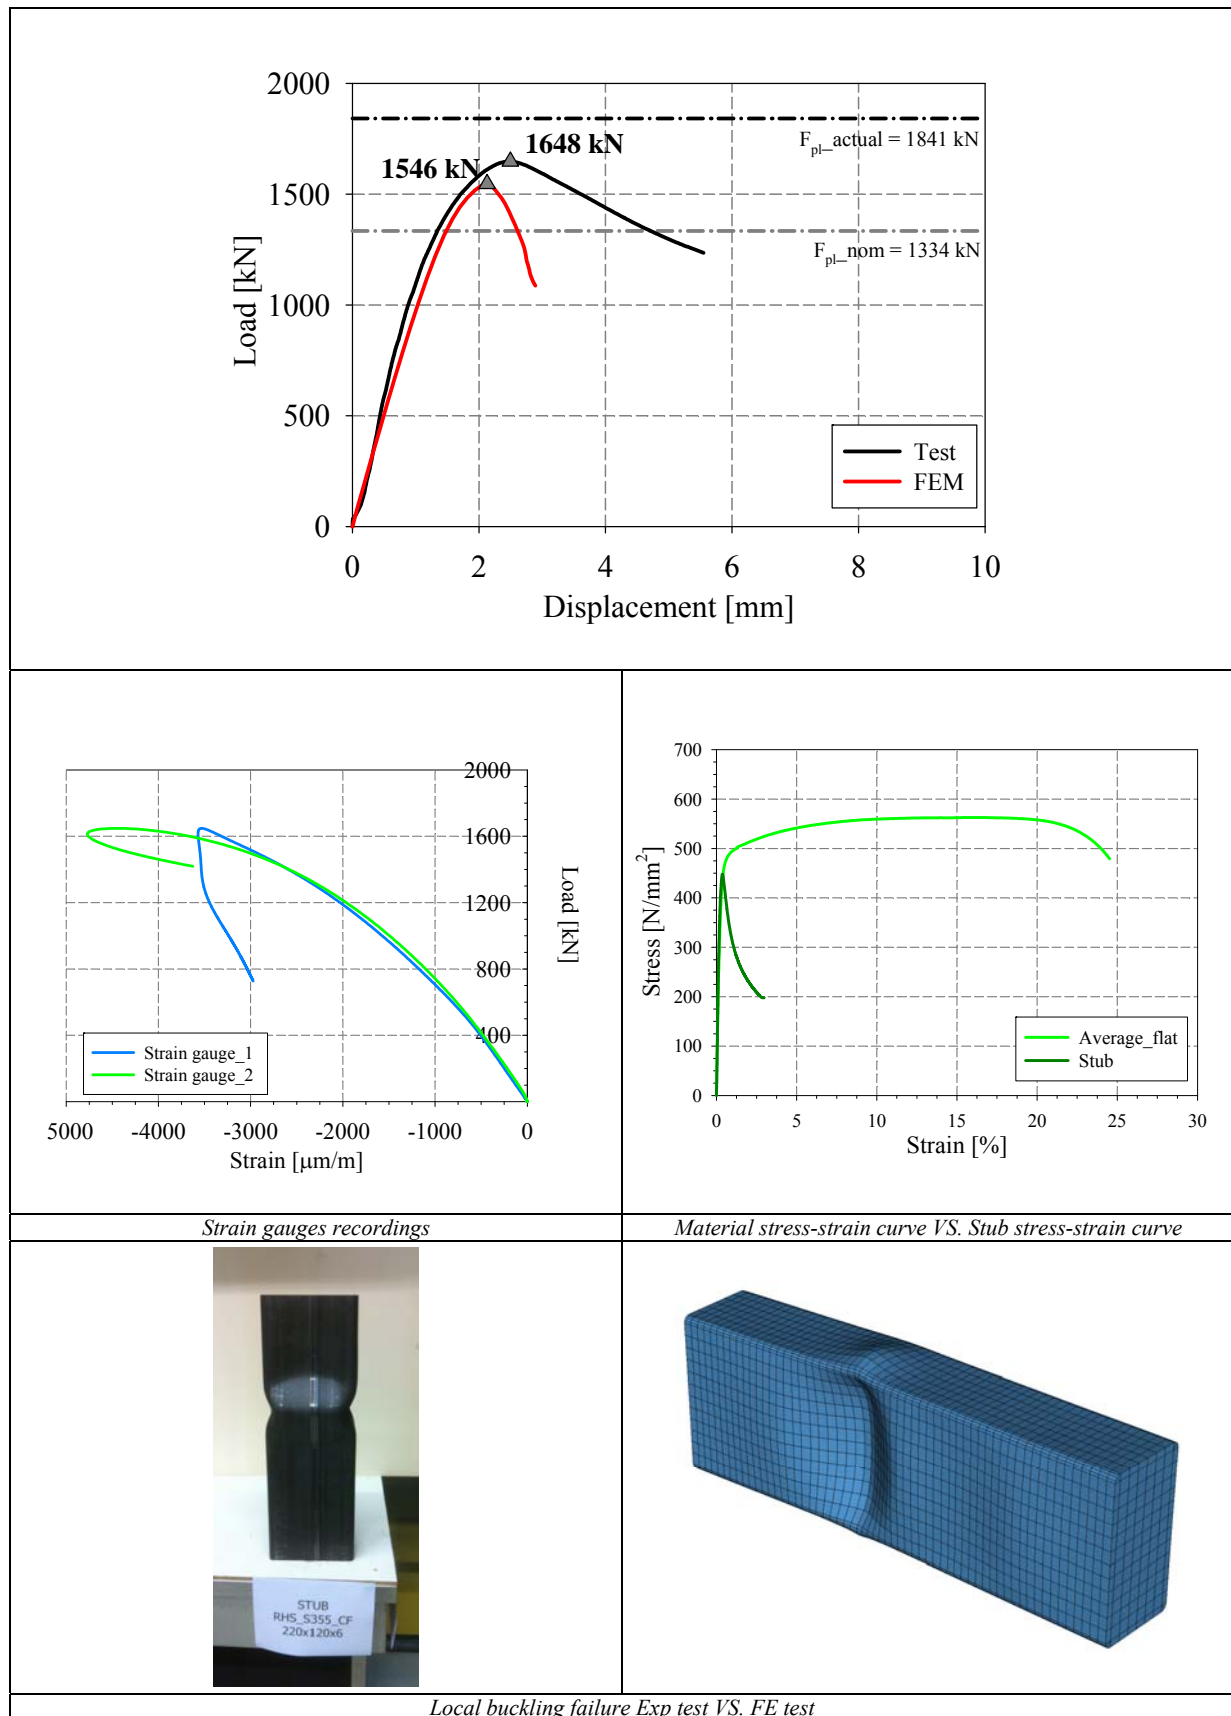 2000
1500
1000
500
0
Load [kN]
1648 kN
1546 kN
F_pl_actual = 1841 kN
F_pl_nom = 1334 kN
Test
FEM
0 2 4 6 8 10
Displacement [mm]
2000
1600
1200
800
400
Load [kN]
Strain gauge_1
Strain gauge_2
5000 -4000 -3000 -2000 -1000 0
Strain [μm/m]
700
600
500
400
300
200
100
0
Stress [N/mm²]
Average_flat
Stub
0 5 10 15 20 25 30
Strain [%]
Strain gauges recordings
Material stress-strain curve VS. Stub stress-strain curve
STUB
RHS_S355_CF
220x120x6
Local buckling failure Exp test VS. FE test